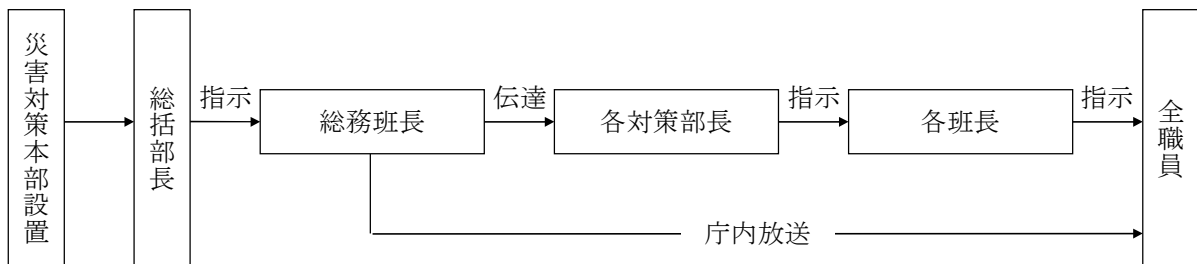 災害対策本部設置
総括部長
指示
総務班長
伝達
各対策部長
指示
各班長
指示
全職員
庁内放送